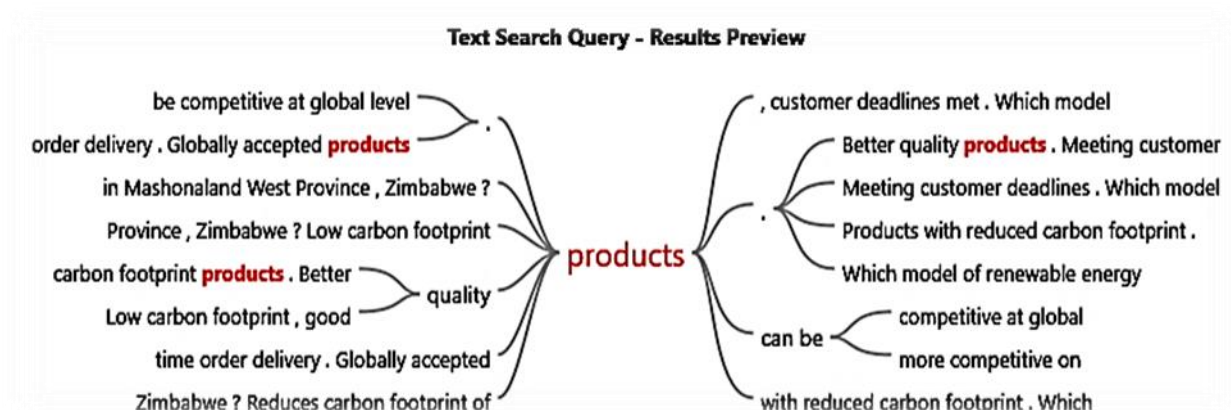 Text Search Query - Results Preview
be competitive at global level
order delivery . Globally accepted products
.
in Mashonaland West Province , Zimbabwe ?
Province , Zimbabwe ? Low carbon footprint
carbon footprint products . Better
Low carbon footprint , good
quality
time order delivery . Globally accepted
Zimbabwe ? Reduces carbon footprint of
products
, customer deadlines met . Which model
.
Better quality products . Meeting customer
Meeting customer deadlines . Which model
Products with reduced carbon footprint .
Which model of renewable energy
can be
competitive at global
more competitive on
with reduced carbon footprint . Which